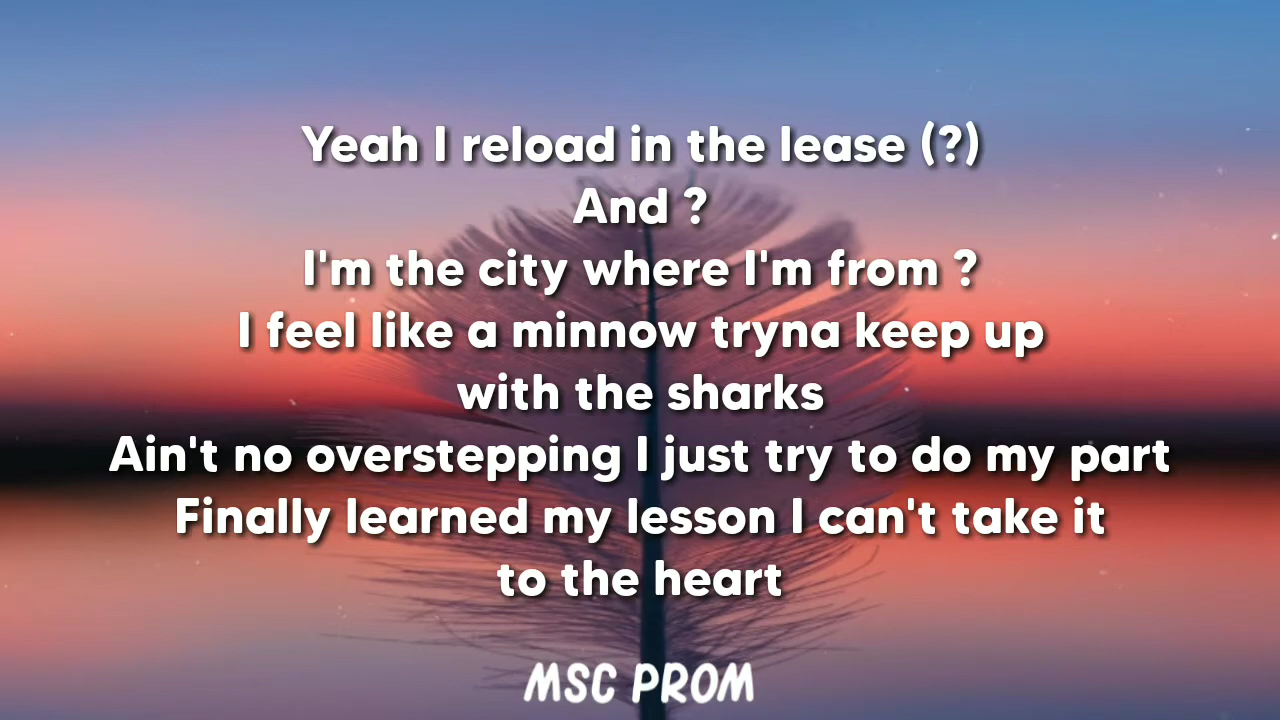 Yeah I reload in the lease (?)
And ?
I'm the city where I'm from ?
I feel like a minnow tryna keep up
with the sharks
Ain't no overstepping I just try to do my part
Finally learned my lesson I can't take it
to the heart
MSC PROM